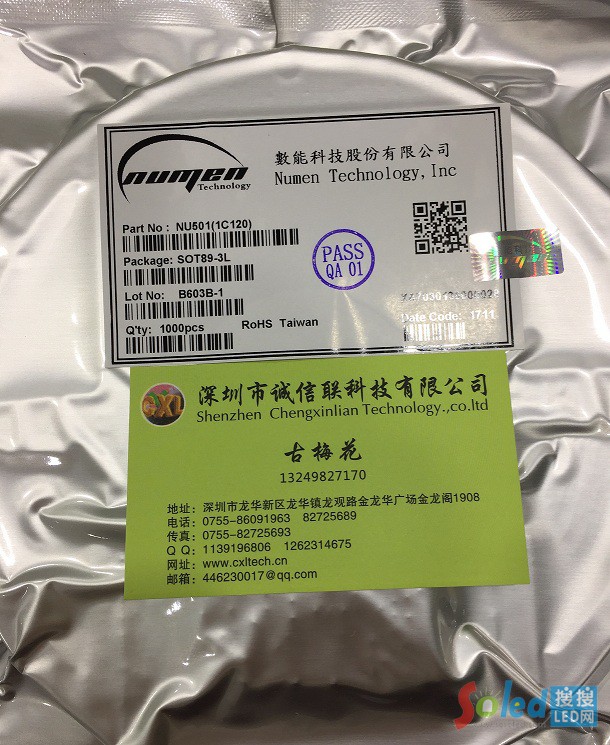 numen
Technology
數能科技股份有限公司
Numen Technology,Inc
Part No : NU501(1C120)
Package: SOT89-3L
Lot No: B603B-1
Q'ty: 1000pcs
RoHS Taiwan
PASS
QA 01
Date Code: 1711
CXL
深圳市诚信联科技有限公司
Shenzhen Chengxinlian Technology.,co.ltd
古梅花
13249827170
地址: 深圳市龙华新区龙华镇龙观路金龙华广场金龙阁1908
电话: 0755-86091963 82725689
传真: 0755-82725693
Q Q: 1139196806 1262314675
网址: www.cxltech.cn
邮箱: 446230017@qq.com
Soled
搜搜
LED网